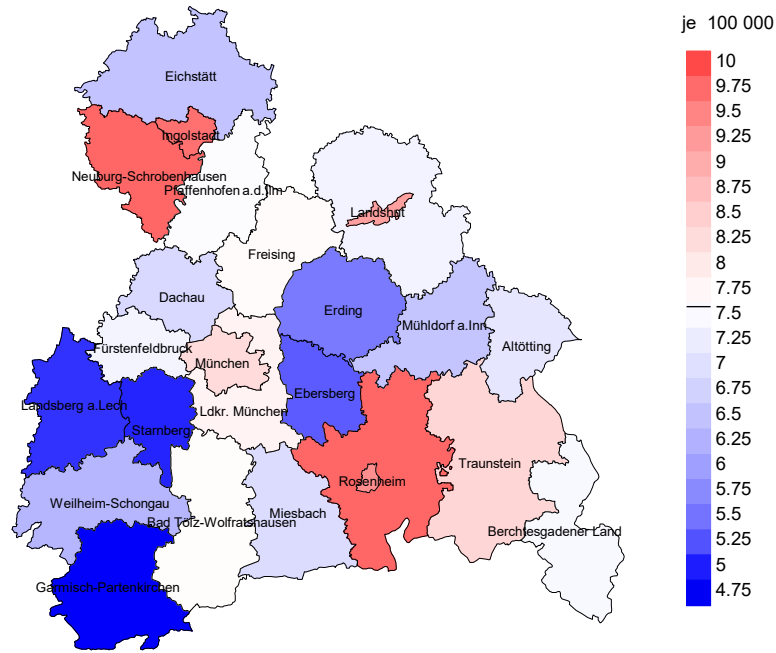 je 100 000
10
9.75
9.5
9.25
9
8.75
8.5
8.25
8
7.75
7.5
7.25
7
6.75
6.5
6.25
6
5.75
5.5
5.25
5
4.75
Eichstätt
Ingolstadt
Neuburg-Schrobenhausen
Pfaffenhofen a.d.Ilm
Landshut
Freising
Dachau
Erding
Mühldorf a.Inn
Altötting
Fürstenfeldbruck
München
Ebersberg
Landsberg a.Lech
Ldkr. München
Starnberg
Traunstein
Rosenheim
Weilheim-Schongau
Miesbach
Bad Tölz-Wolfratshausen
Berchtesgadener Land
Garmisch-Partenkirchen